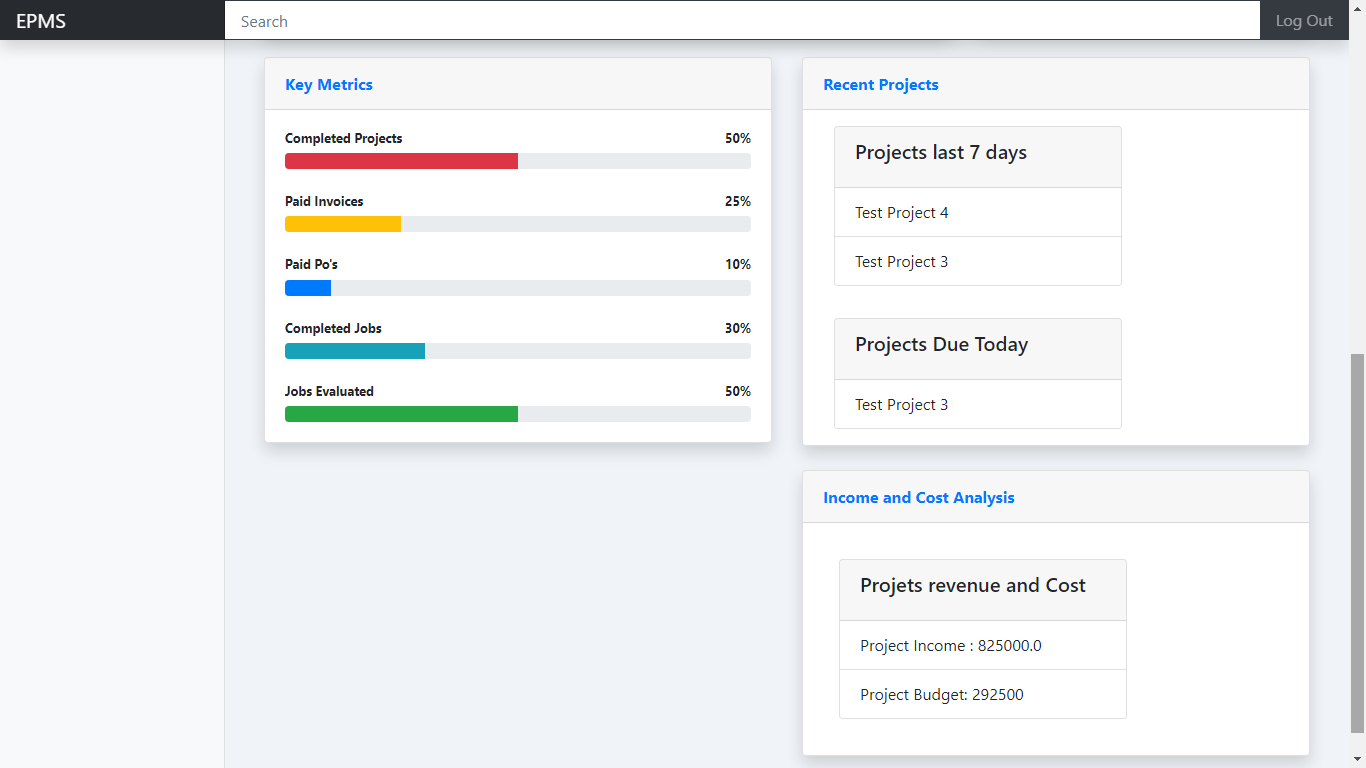 EPMS
Search
Log Out
Key Metrics
Completed Projects 50%
Paid Invoices 25%
Paid Po's 10%
Completed Jobs 30%
Jobs Evaluated 50%
Recent Projects
Projects last 7 days
Test Project 4
Test Project 3
Projects Due Today
Test Project 3
Income and Cost Analysis
Projets revenue and Cost
Project Income : 825000.0
Project Budget: 292500